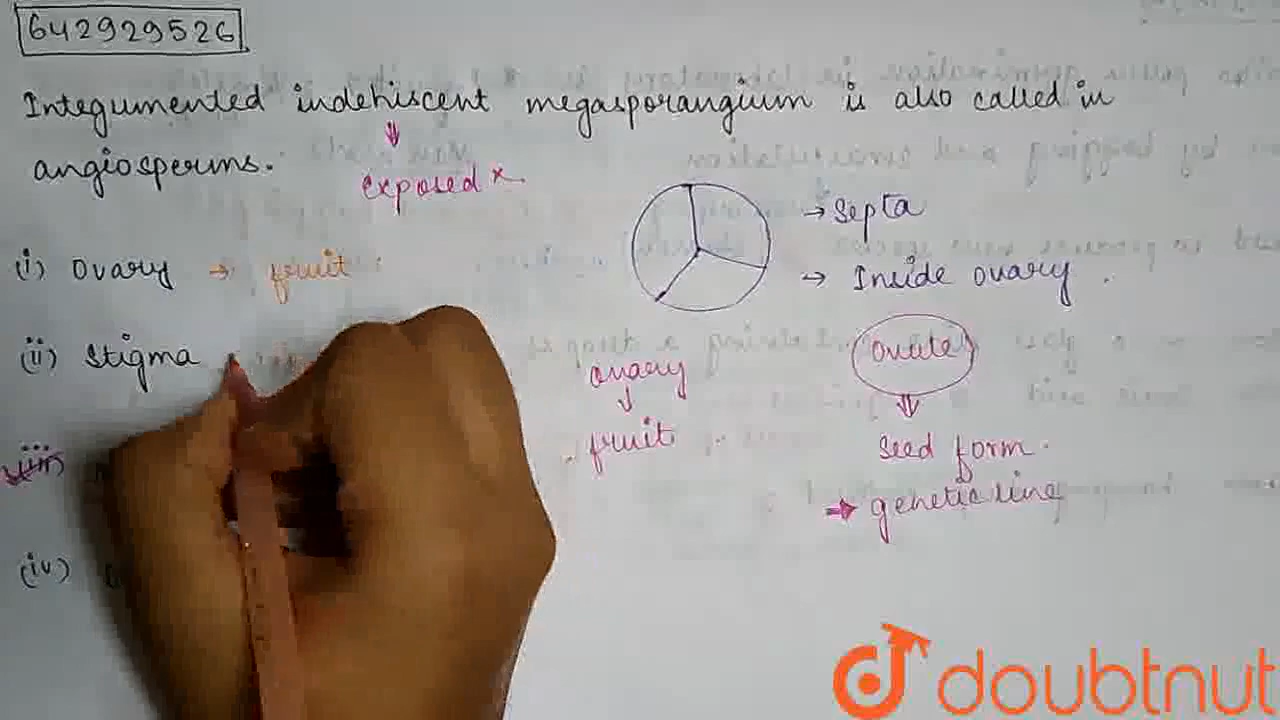 642929526
Integumented indehiscent megasporangium is also called in
angiosperms.
exposed x
→ Septa
→ Inside ovary .
(i) Ovary → fruit
(ii) Stigma
(iii)
(iv)
ovary
fruit
Ovule
Seed form .
→ genetic line
doubtnut